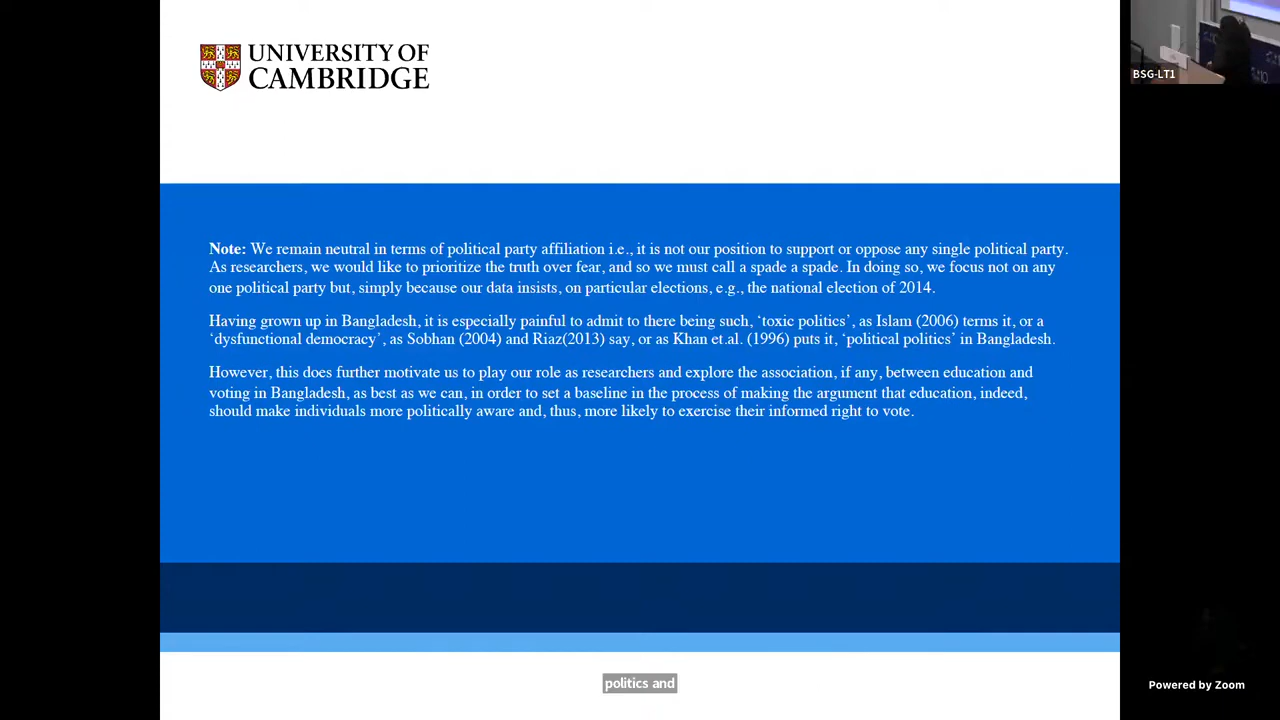 UNIVERSITY OF
CAMBRIDGE
BSG-LT1
Note: We remain neutral in terms of political party affiliation i.e., it is not our position to support or oppose any single political party.
As researchers, we would like to prioritize the truth over fear, and so we must call a spade a spade. In doing so, we focus not on any
one political party but, simply because our data insists, on particular elections, e.g., the national election of 2014.
Having grown up in Bangladesh, it is especially painful to admit to there being such, ‘toxic politics’, as Islam (2006) terms it, or a
‘dysfunctional democracy’, as Sobhan (2004) and Riaz(2013) say, or as Khan et.al. (1996) puts it, ‘political politics’ in Bangladesh.
However, this does further motivate us to play our role as researchers and explore the association, if any, between education and
voting in Bangladesh, as best as we can, in order to set a baseline in the process of making the argument that education, indeed,
should make individuals more politically aware and, thus, more likely to exercise their informed right to vote.
politics and
Powered by Zoom